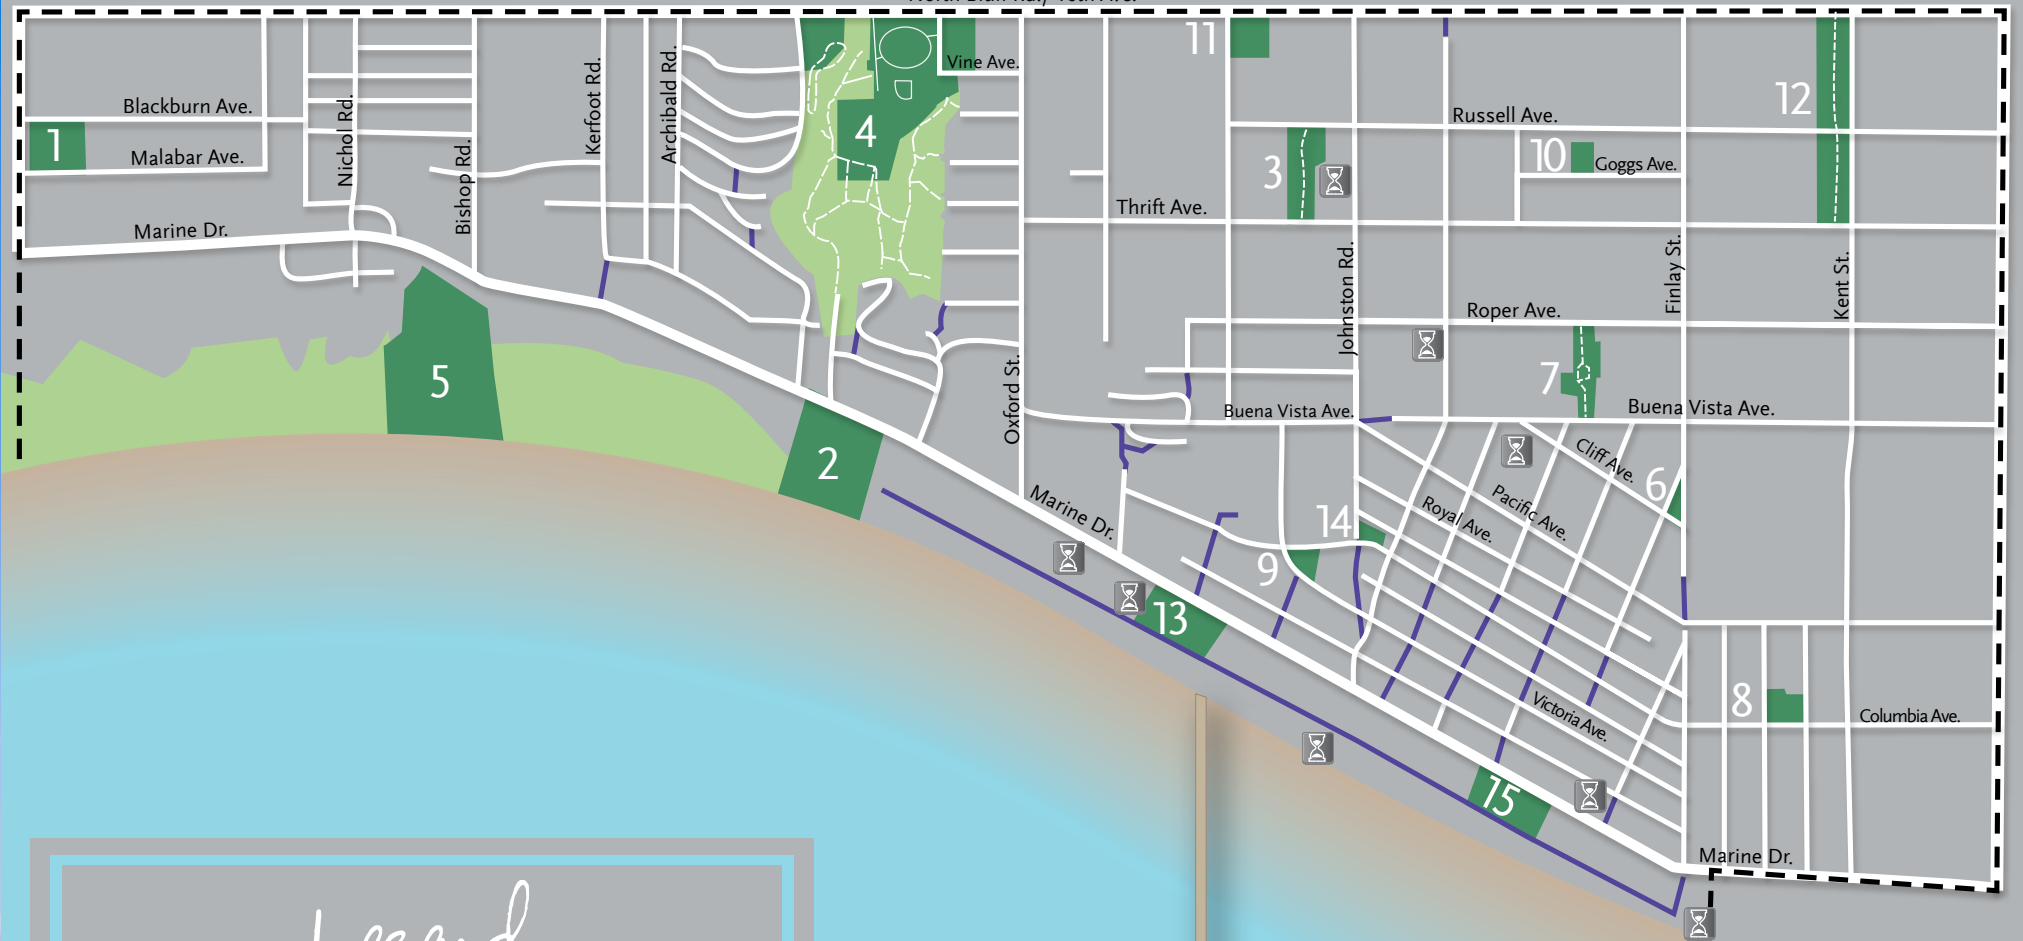 11
Vine Ave.
12
Blackburn Ave.
Russell Ave.
1
4
Malabar Ave.
Nichol Rd.
Bishop Rd.
Kerfoot Rd.
Archibald Rd.
3
10
Goggs Ave.
Thrift Ave.
Marine Dr.
Johnston Rd.
Finlay St.
Kent St.
Roper Ave.
5
7
Oxford St.
Buena Vista Ave.
Buena Vista Ave.
2
Cliff Ave.
6
Marine Dr.
Pacific Ave.
Royal Ave.
14
9
13
8
Victoria Ave.
Columbia Ave.
15
Marine Dr.
Legend